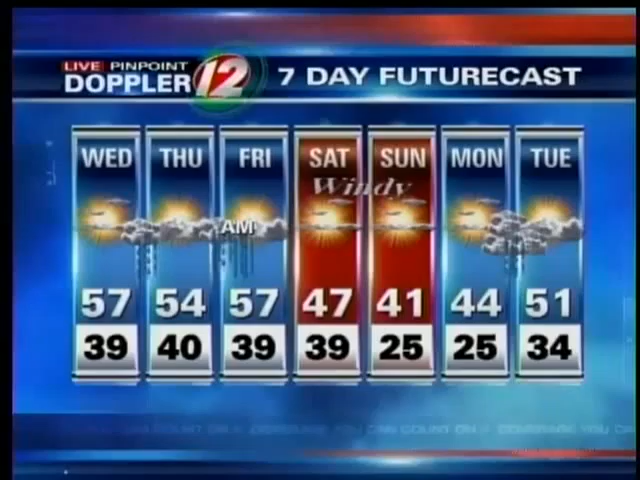 LIVE PINPOINT
DOPPLER 12
7 DAY FUTURECAST
WED THU FRI SAT SUN MON TUE
Windy
AM
57 54 57 47 41 44 51
39 40 39 39 25 25 34